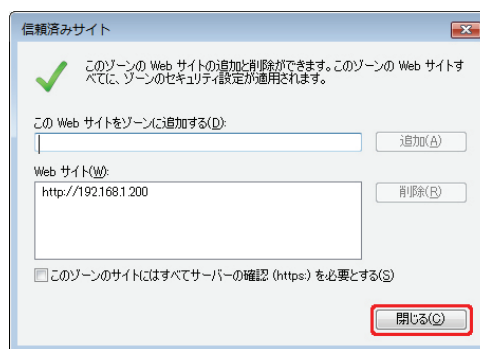 信頼済みサイト
このゾーンの Web サイトの追加と削除ができます。このゾーンの Web サイトす
べてに、ゾーンのセキュリティ設定が適用されます。
この Web サイトをゾーンに追加する(D):
追加(A)
Web サイト(W):
http://192.168.1.200
削除(R)
このゾーンのサイトにはすべてサーバーの確認 (https:) を必要とする(S)
閉じる(C)